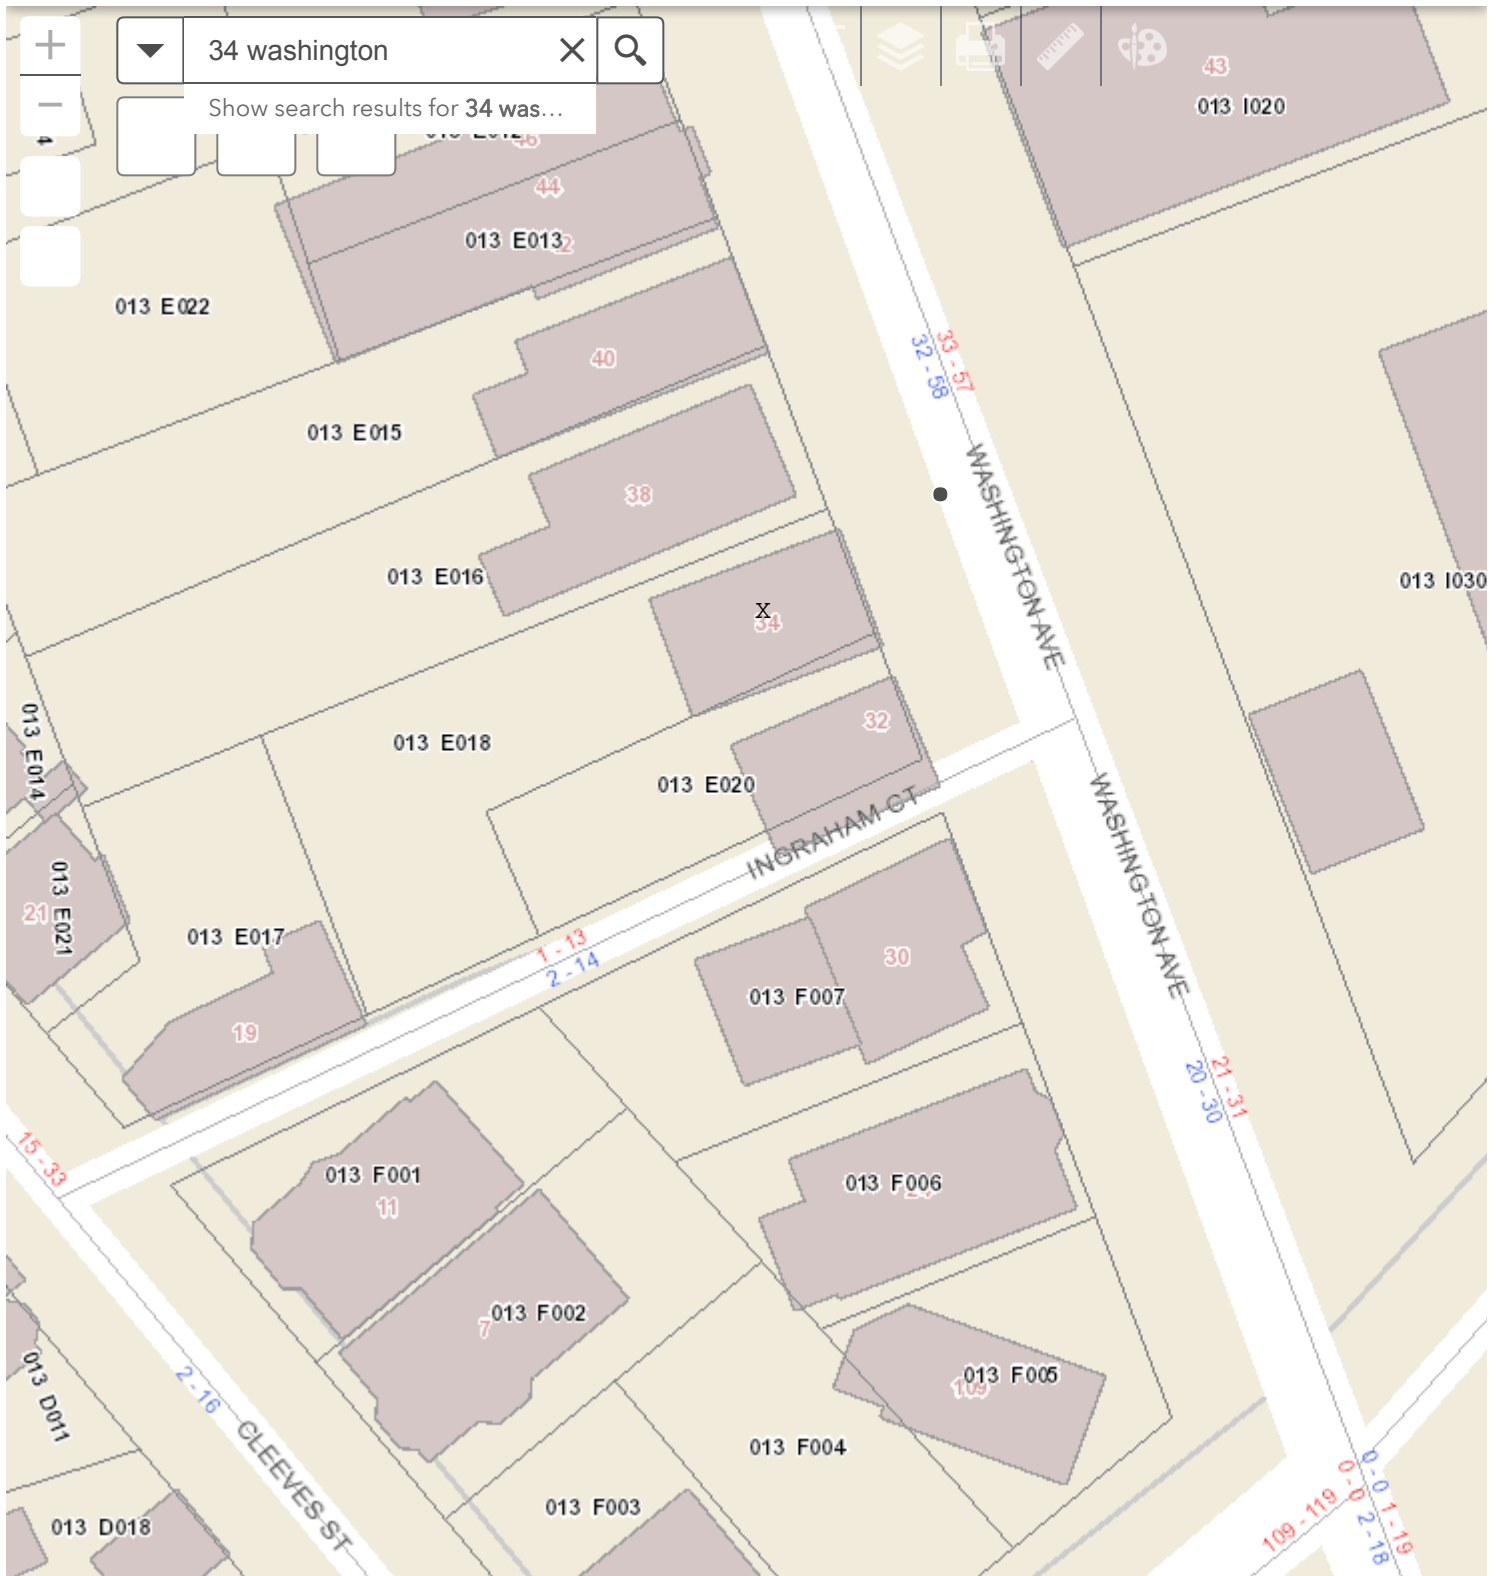 34 washington
Show search results for 34 was…
43
013 I020
4
46
44
013 E013
013 E022
40
33 - 57
32 - 58
013 E015
WASHINGTON AVE
38
013 E016
013 I030
x
34
013 E014
32
013 E018
013 E020
INGRAHAM CT
WASHINGTON AVE
21
013 E021
013 E017
1 - 13
2 - 14
30
013 F007
19
21 - 31
20 - 30
15 - 33
013 F001
11
013 F006
013 F002
7
013 D011
2 - 16
013 F005
109
CLEEVES ST
013 F004
0 - 0
0 - 0
013 F003
109 - 119
1 - 19
2 - 18
013 D018